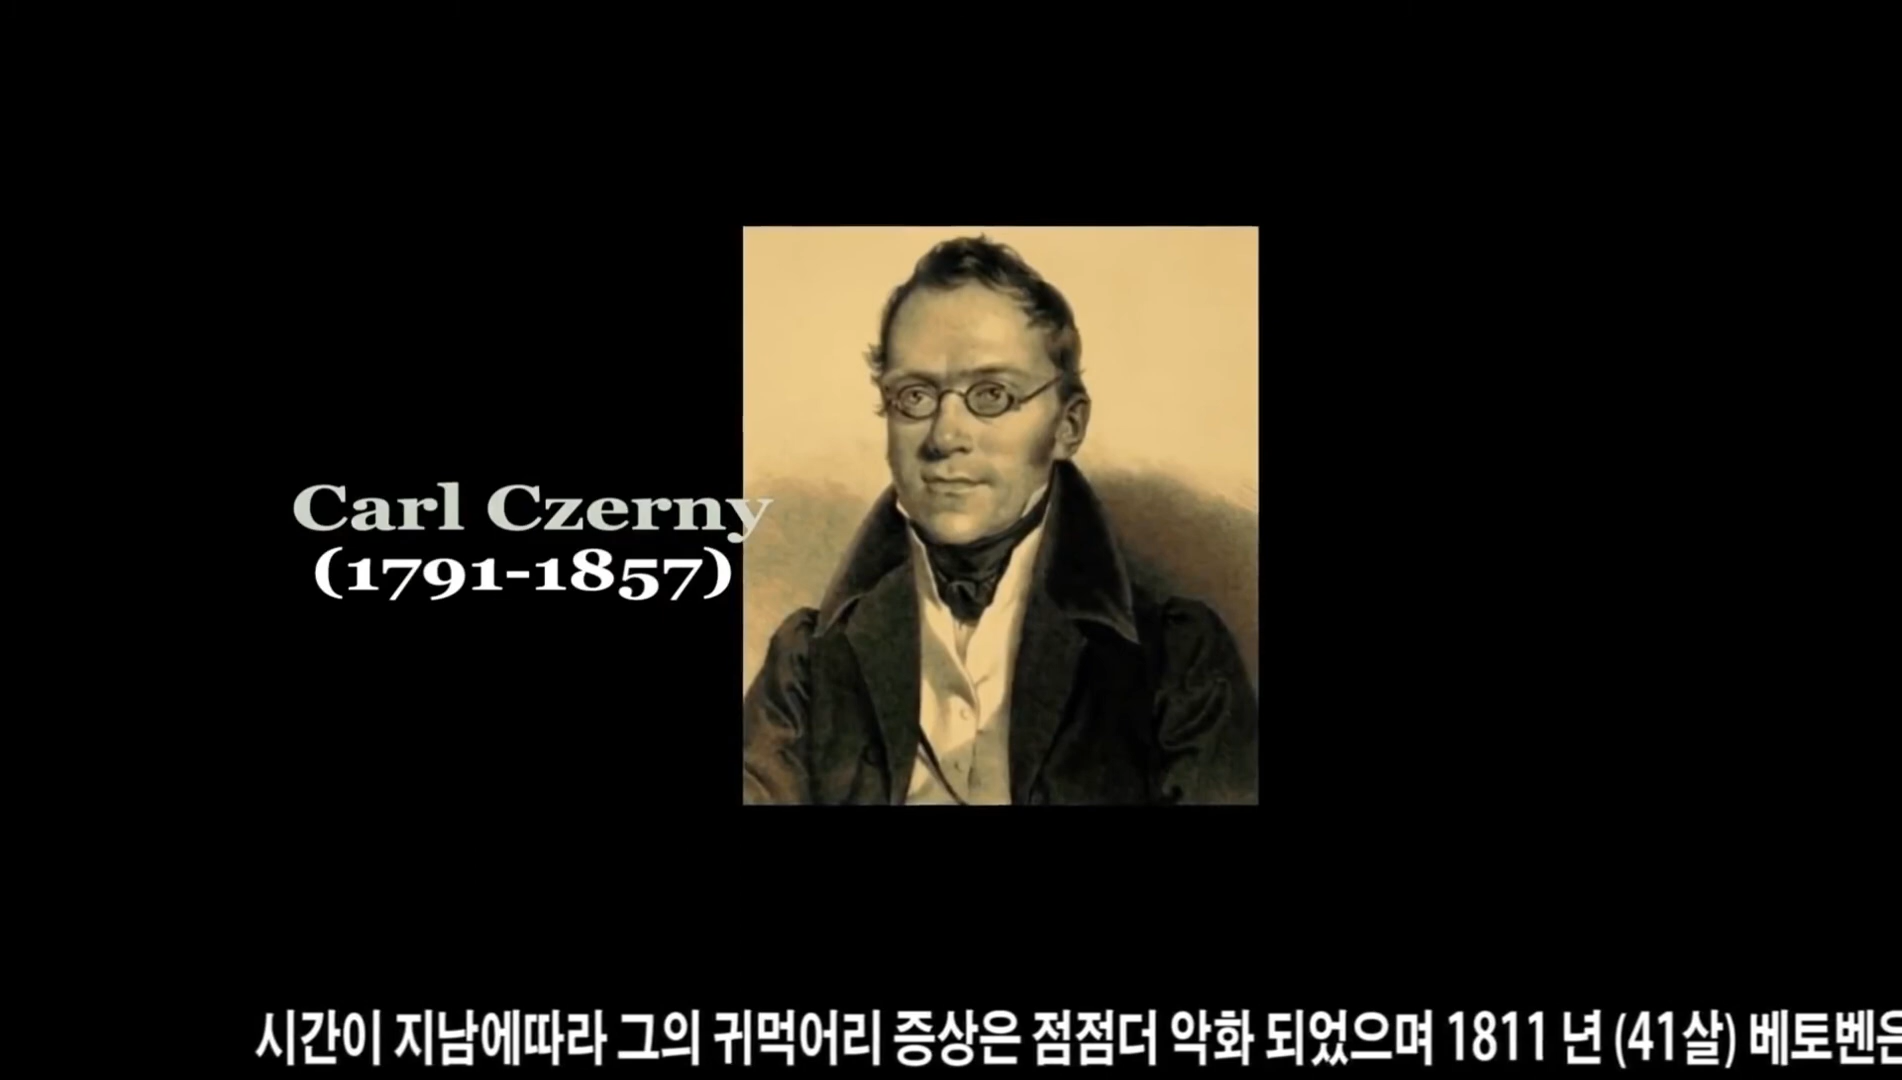 Carl Czerny
(1791-1857)
시간이 지남에따라 그의 귀먹어리 증상은 점점더 악화 되었으며 1811 년 (41살) 베토벤은